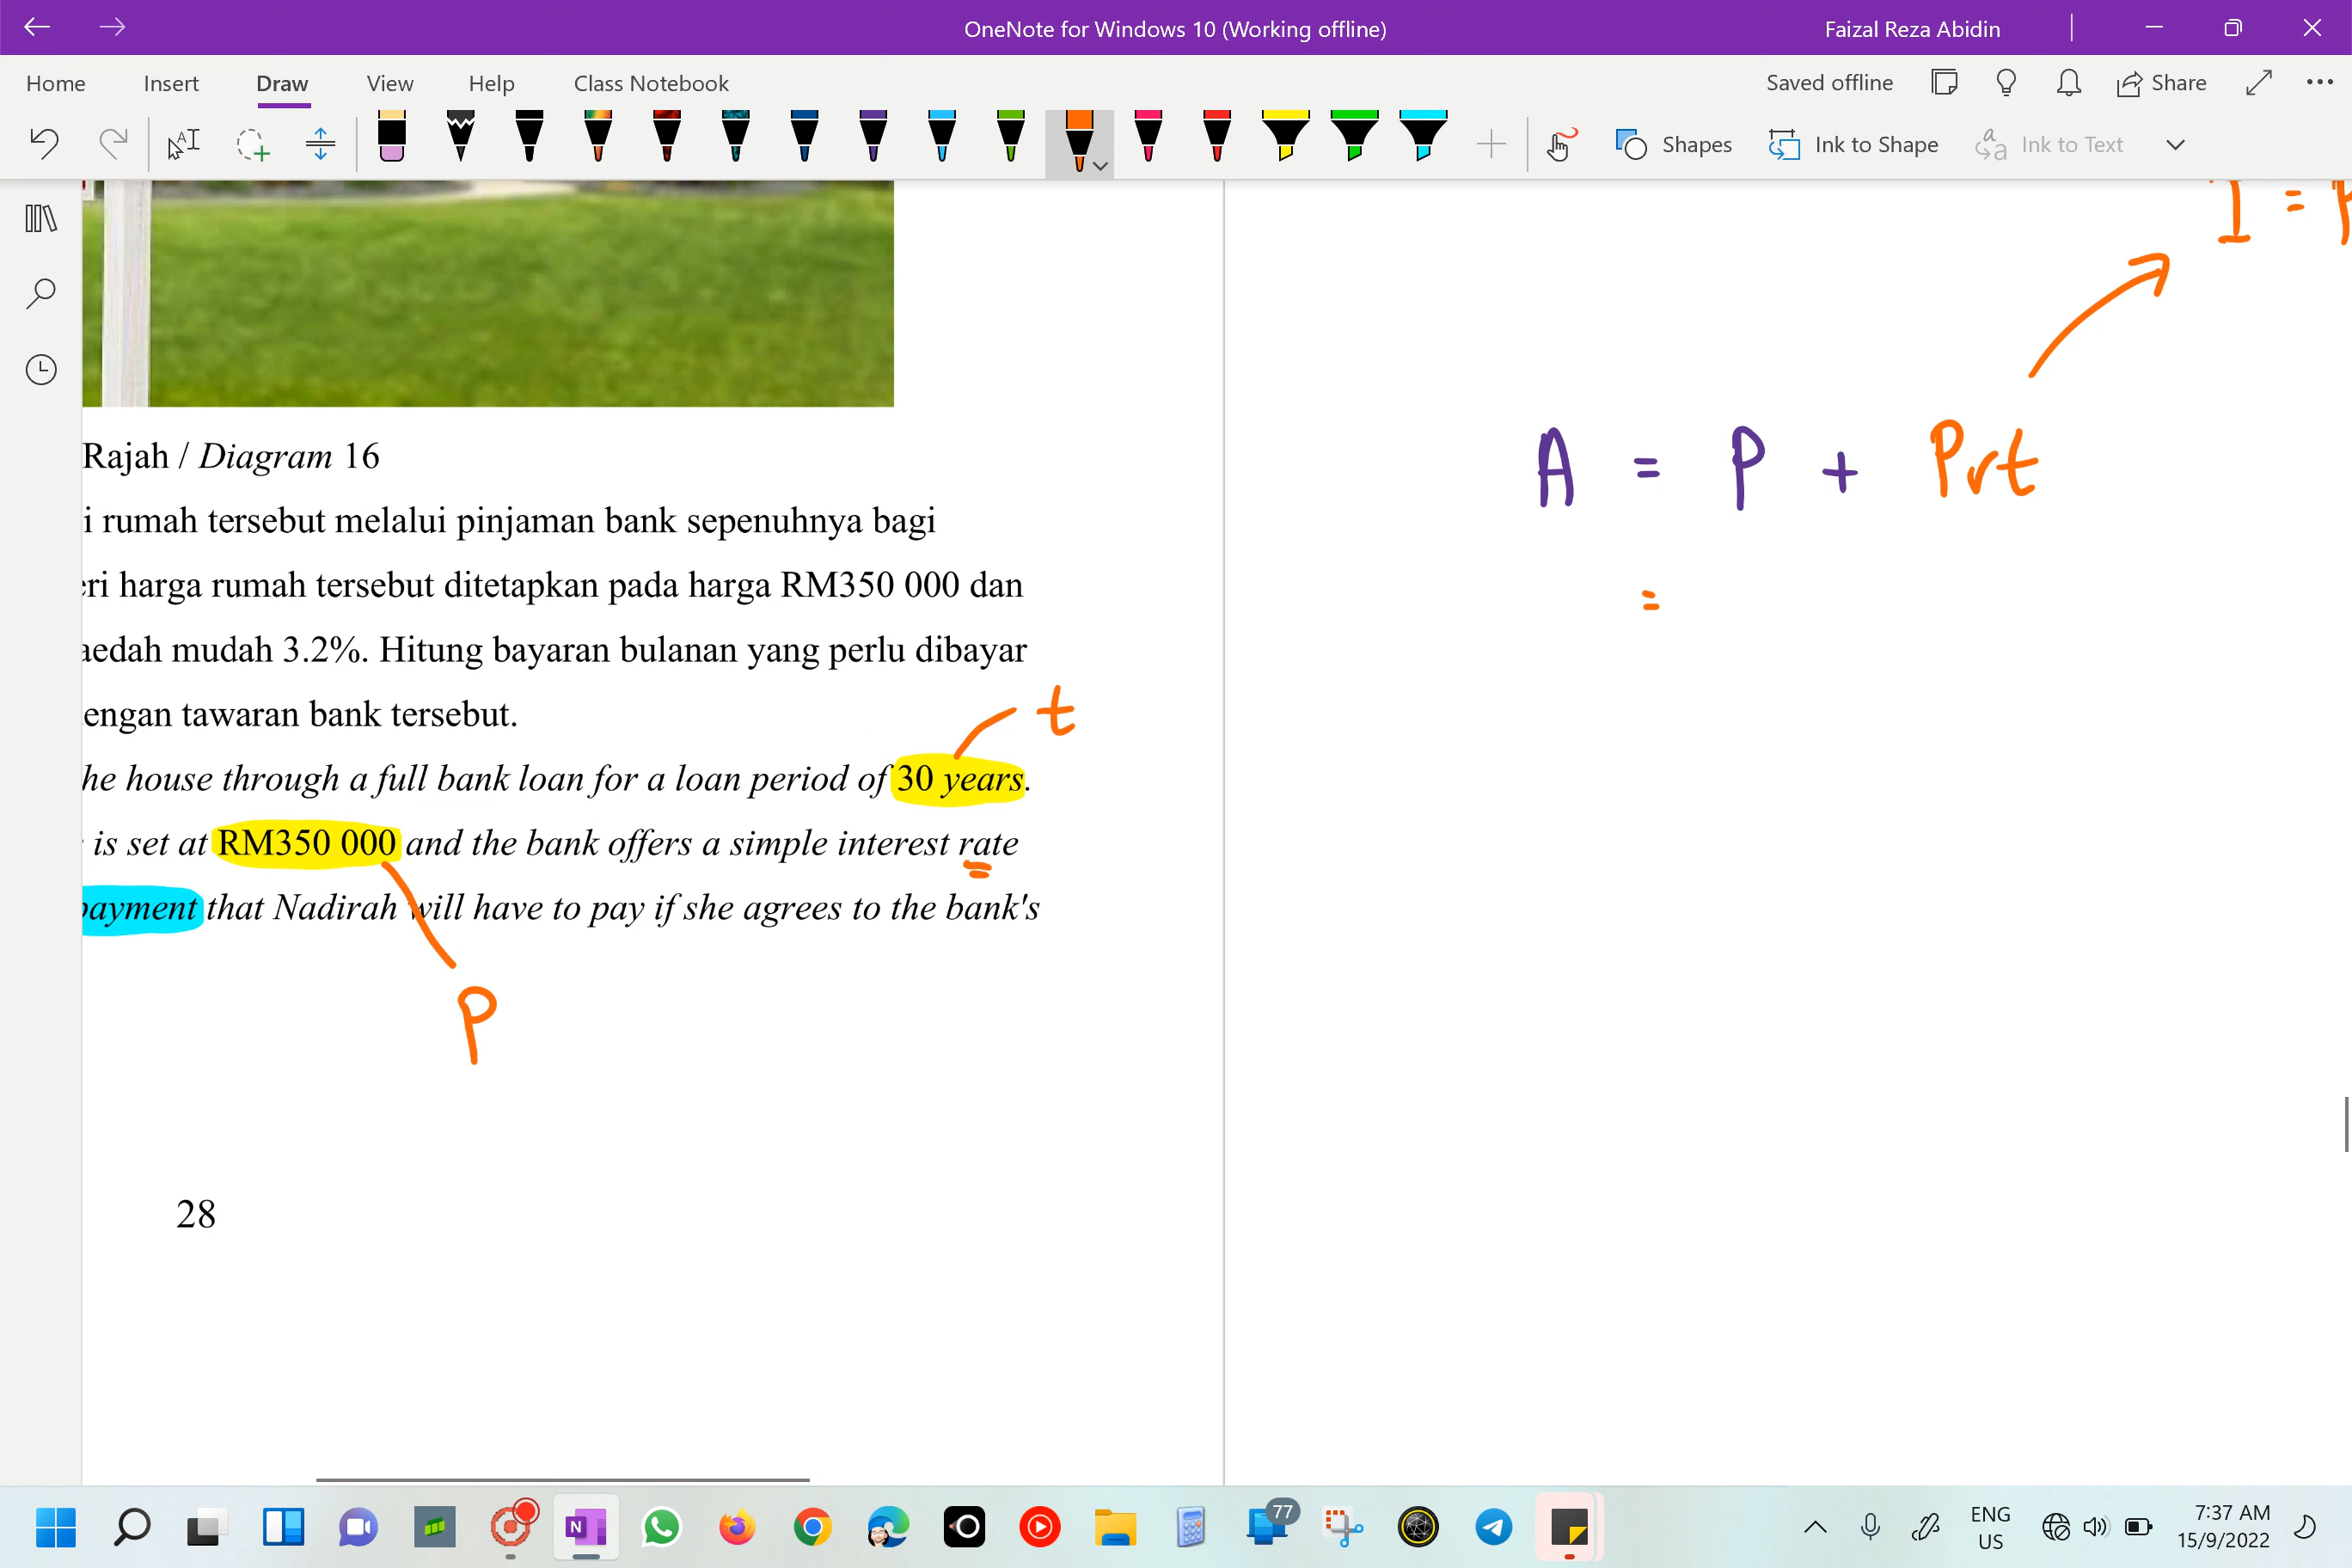 OneNote for Windows 10 (Working offline)
Faizal Reza Abidin
Home Insert Draw View Help Class Notebook
Saved offline
Share
Shapes
Ink to Shape
Ink to Text
I = P
A = P + Prt
=
Rajah / Diagram 16
i rumah tersebut melalui pinjaman bank sepenuhnya bagi
ri harga rumah tersebut ditetapkan pada harga RM350 000 dan
aedah mudah 3.2%. Hitung bayaran bulanan yang perlu dibayar
engan tawaran bank tersebut.
t
he house through a full bank loan for a loan period of 30 years.
is set at RM350 000 and the bank offers a simple interest rate
payment that Nadirah will have to pay if she agrees to the bank's
P
28
77
ENG
US
7:37 AM
15/9/2022